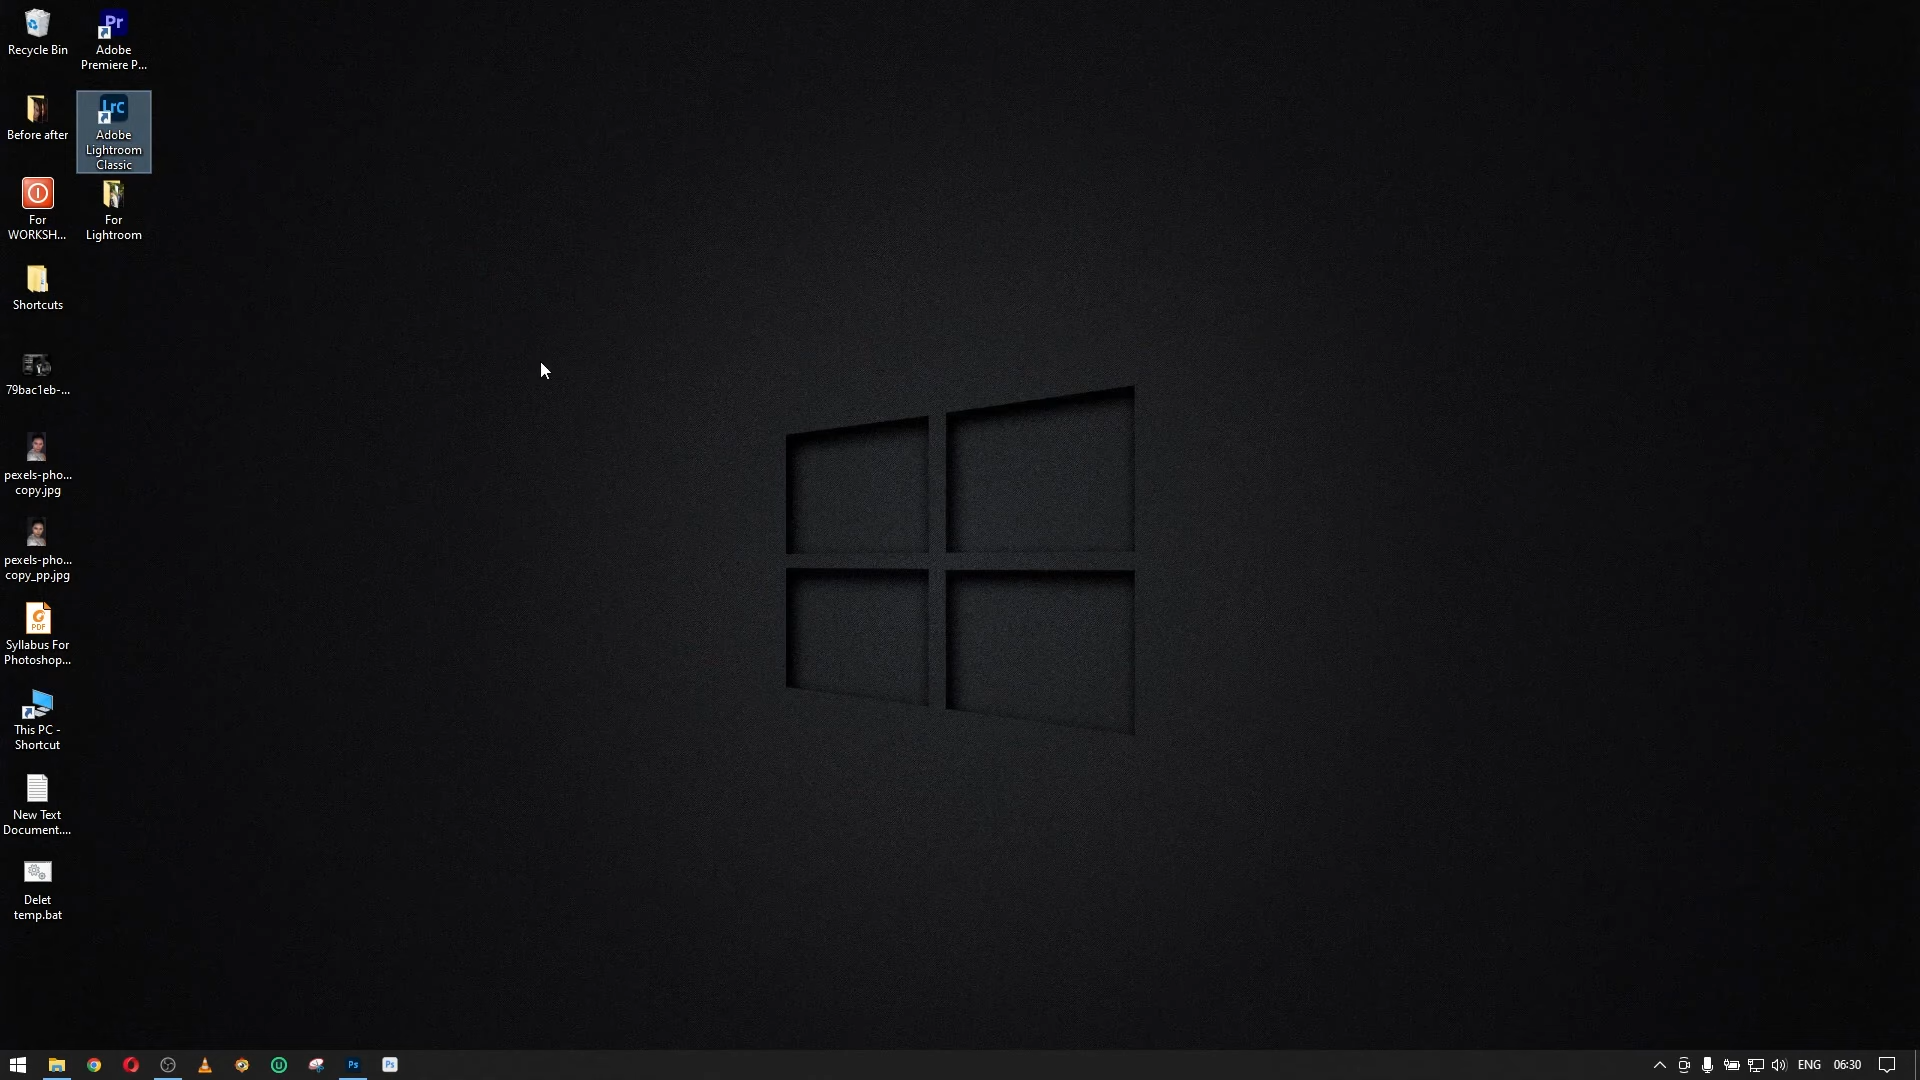 Recycle Bin
Pr
Adobe
Premiere P...
Before after
Lrc
Adobe
Lightroom
Classic
For
WORKSH...
For
Lightroom
Shortcuts
79bac1eb-...
pexels-pho...
copy.jpg
pexels-pho...
copy_pp.jpg
PDF
Syllabus For
Photoshop...
This PC -
Shortcut
New Text
Document....
Delet
temp.bat
Ps
Ps
ENG
06:30